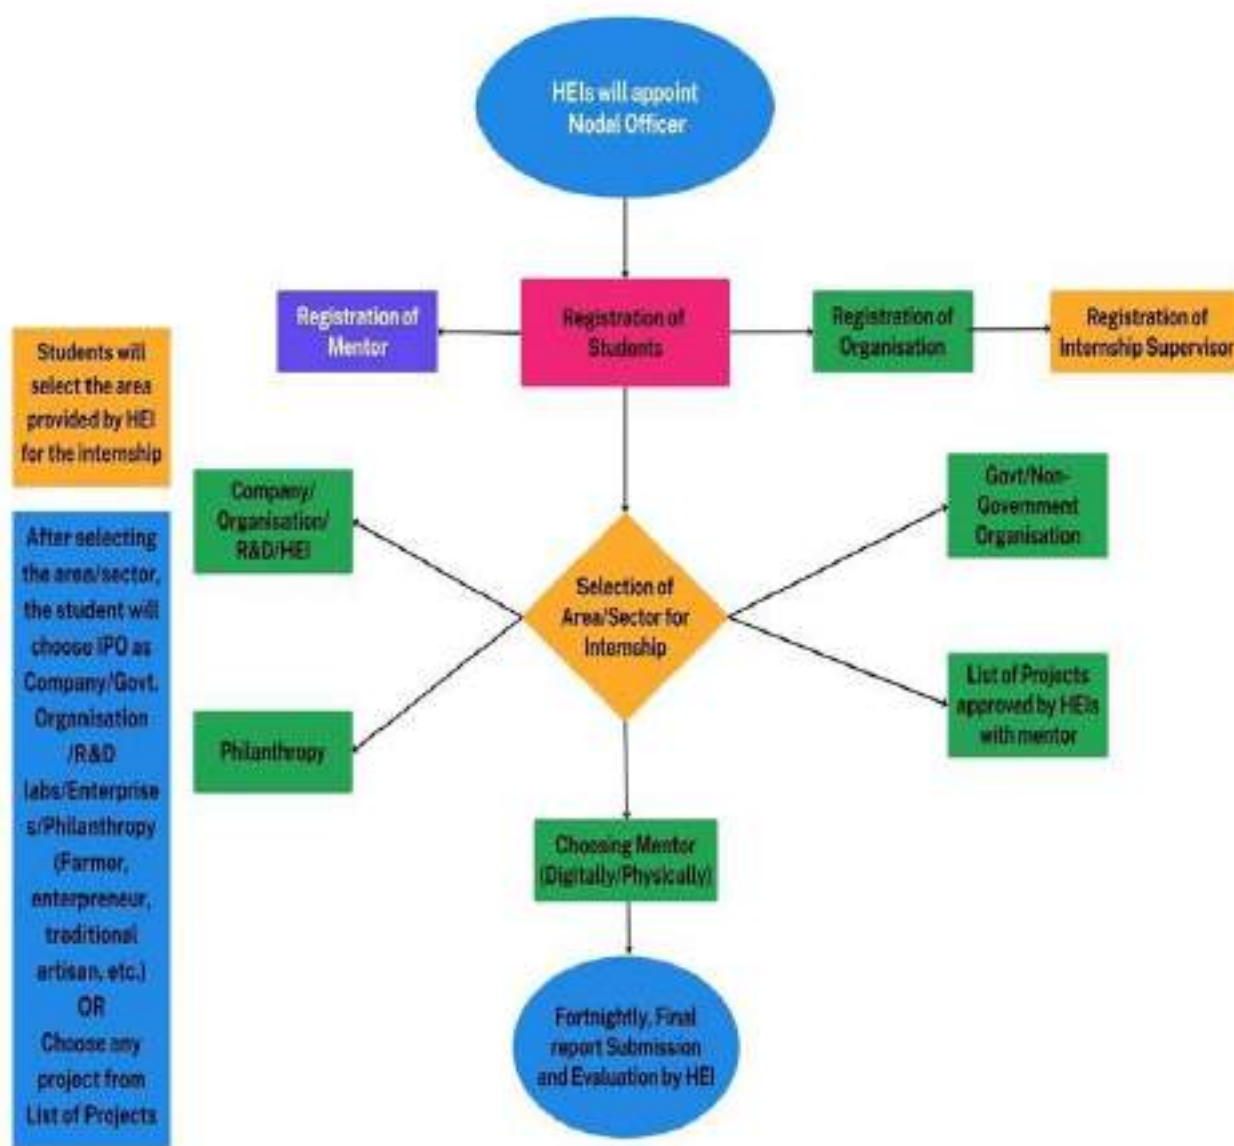 HEIs will appoint
Nodal Officer
Registration of
Mentor
Registration of
Students
Registration of
Organisation
Registration of
Internship Supervisor
Students will
select the area
provided by HEI
for the internship
After selecting
the area/sector,
the student will
choose IPO as
Company/Govt.
Organisation
/R&D
labs/Enterprise
s/Philanthropy
(Farmer,
enterpreneur,
traditional
artisan, etc.)
OR
Choose any
project from
List of Projects
Company/
Organisation/
R&D/HEI
Govt/Non-
Government
Organisation
Selection of
Area/Sector for
Internship
Philanthropy
List of Projects
approved by HEIs
with mentor
Choosing Mentor
(Digitally/Physically)
Fortnightly, Final
report Submission
and Evaluation by HEI